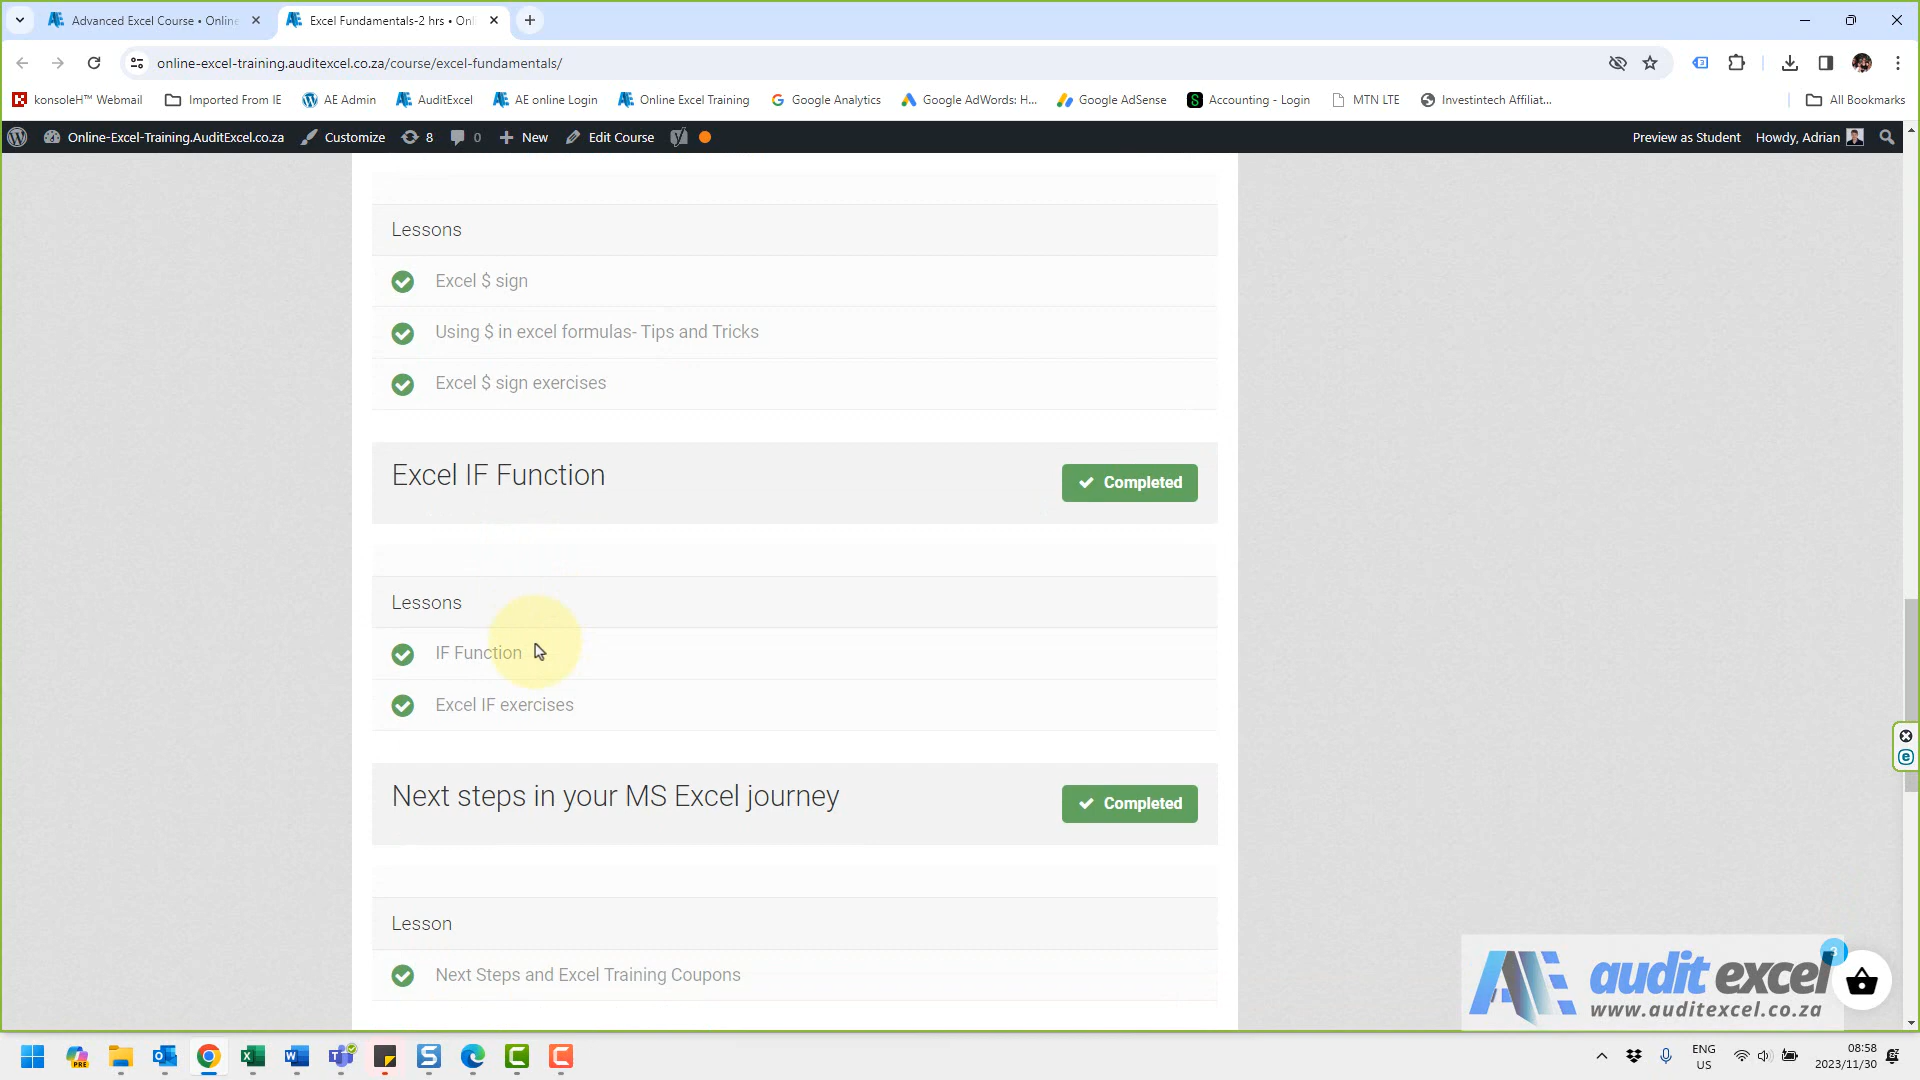 Advanced Excel Course • Online
Excel Fundamentals-2 hrs • Onl
online-excel-training.auditexcel.co.za/course/excel-fundamentals/
konsoleH™ Webmail
Imported From IE
AE Admin
AuditExcel
AE online Login
Online Excel Training
Google Analytics
Google AdWords: H...
Google AdSense
Accounting - Login
MTN LTE
Investintech Affiliat...
All Bookmarks
Online-Excel-Training.AuditExcel.co.za
Customize
8
0
New
Edit Course
Preview as Student
Howdy, Adrian
Lessons
Excel $ sign
Using $ in excel formulas- Tips and Tricks
Excel $ sign exercises
Excel IF Function
Completed
Lessons
IF Function
Excel IF exercises
Next steps in your MS Excel journey
Completed
Lesson
Next Steps and Excel Training Coupons
3
audit excel
www.auditexcel.co.za
PRE
ENG
US
08:58
2023/11/30